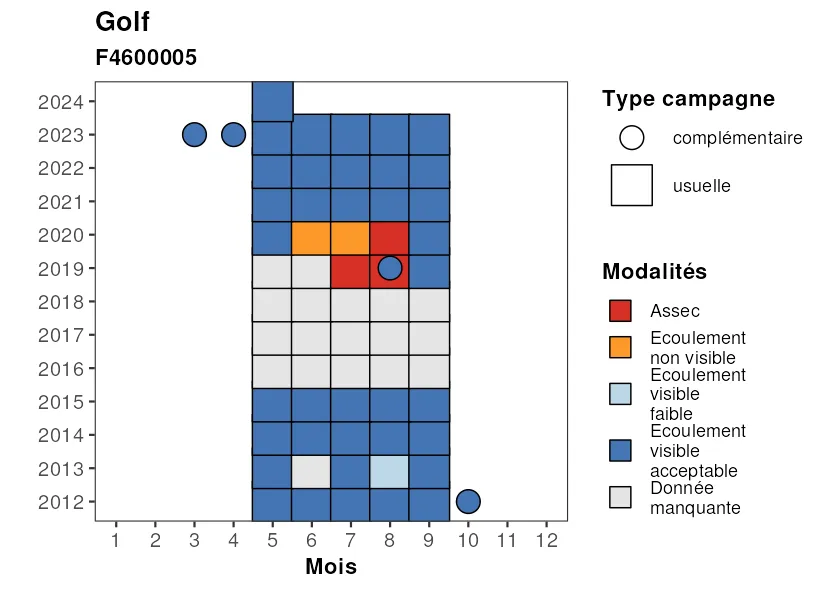 Golf
F4600005
2024
2023
2022
2021
2020
2019
2018
2017
2016
2015
2014
2013
2012
1 2 3 4 5 6 7 8 9 10 11 12
Mois
Type campagne
complémentaire
usuelle
Modalités
Assec
Ecoulement
non visible
Ecoulement
visible
faible
Ecoulement
visible
acceptable
Donnée
manquante